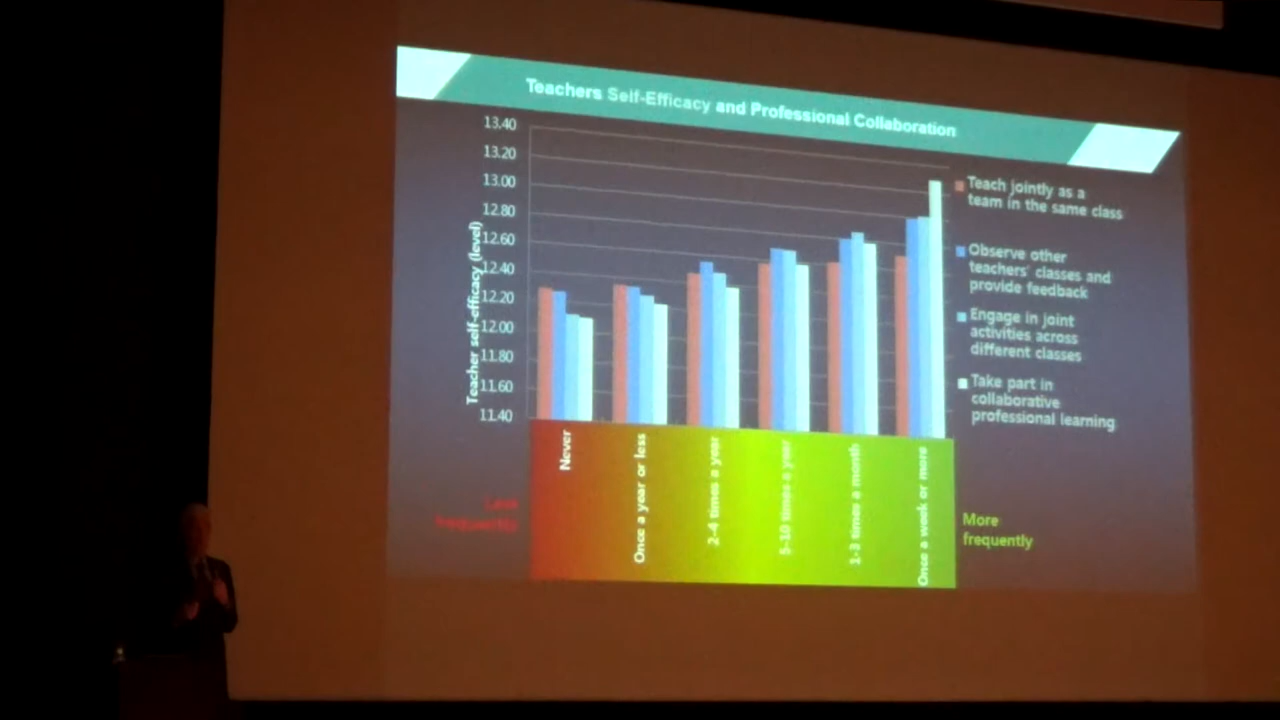 Teachers Self-Efficacy and Professional Collaboration
13.40
13.20
13.00
12.80
12.60
12.40
12.20
12.00
11.80
11.60
11.40
Teacher self-efficacy (level)
Never
Once a year or less
2-4 times a year
5-10 times a year
1-3 times a month
Once a week or more
Less
frequently
More
frequently
Teach jointly as a
team in the same class
Observe other
teachers' classes and
provide feedback
Engage in joint
activities across
different classes
Take part in
collaborative
professional learning